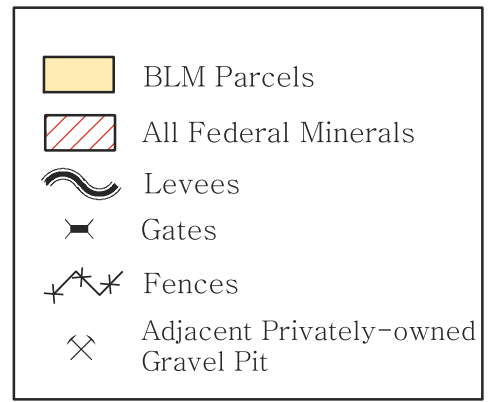 BLM Parcels
All Federal Minerals
Levees
Gates
Fences
Adjacent Privately-owned
Gravel Pit